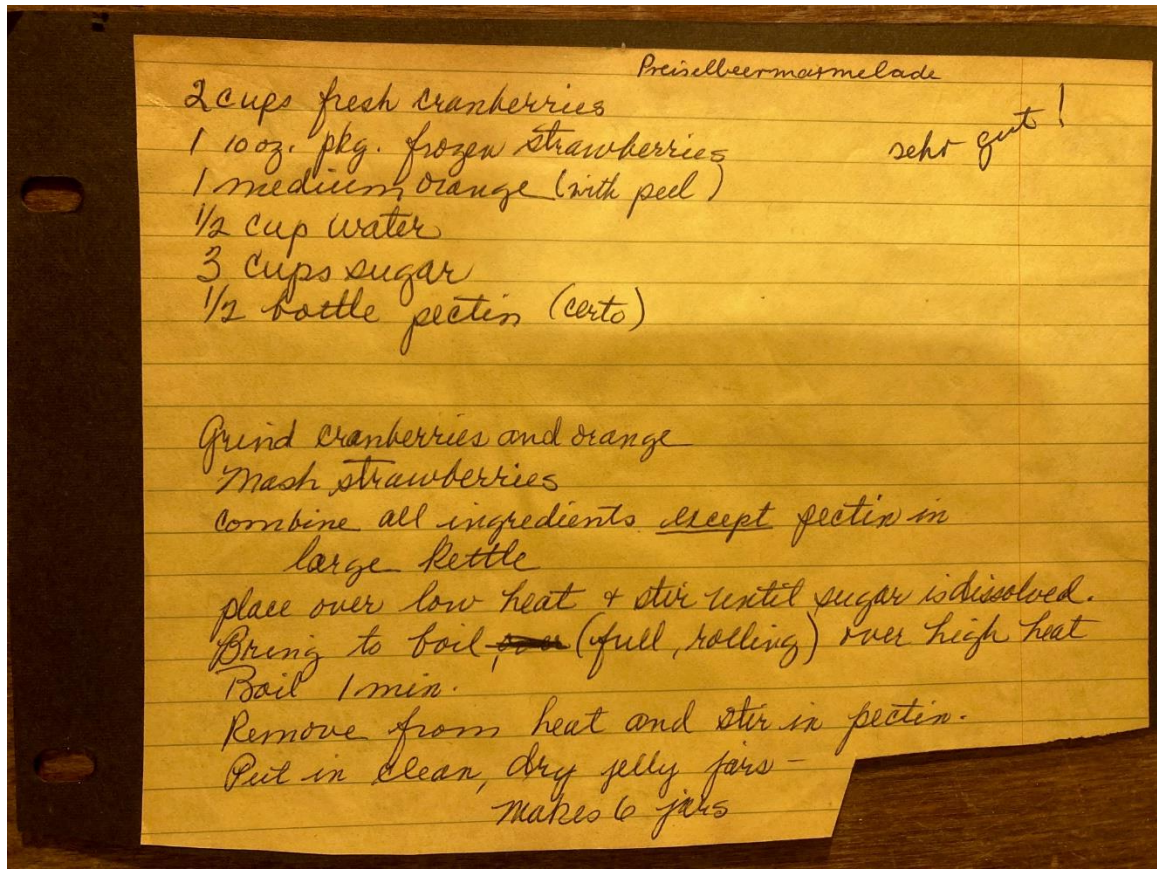 Preiselbeermarmelade
2 cups fresh cranberries
sehr gut!
1 10 oz. pkg. frozen strawberries
1 medium orange (with peel)
1/2 cup water
3 cups sugar
1/2 bottle pectin (certo)
Grind cranberries and orange
Mash strawberries
combine all ingredients except pectin in
large kettle
place over low heat + stir until sugar is dissolved.
Bring to boil (full, rolling) over high heat
Boil 1 min.
Remove from heat and stir in pectin.
Put in clean, dry jelly jars -
makes 6 jars